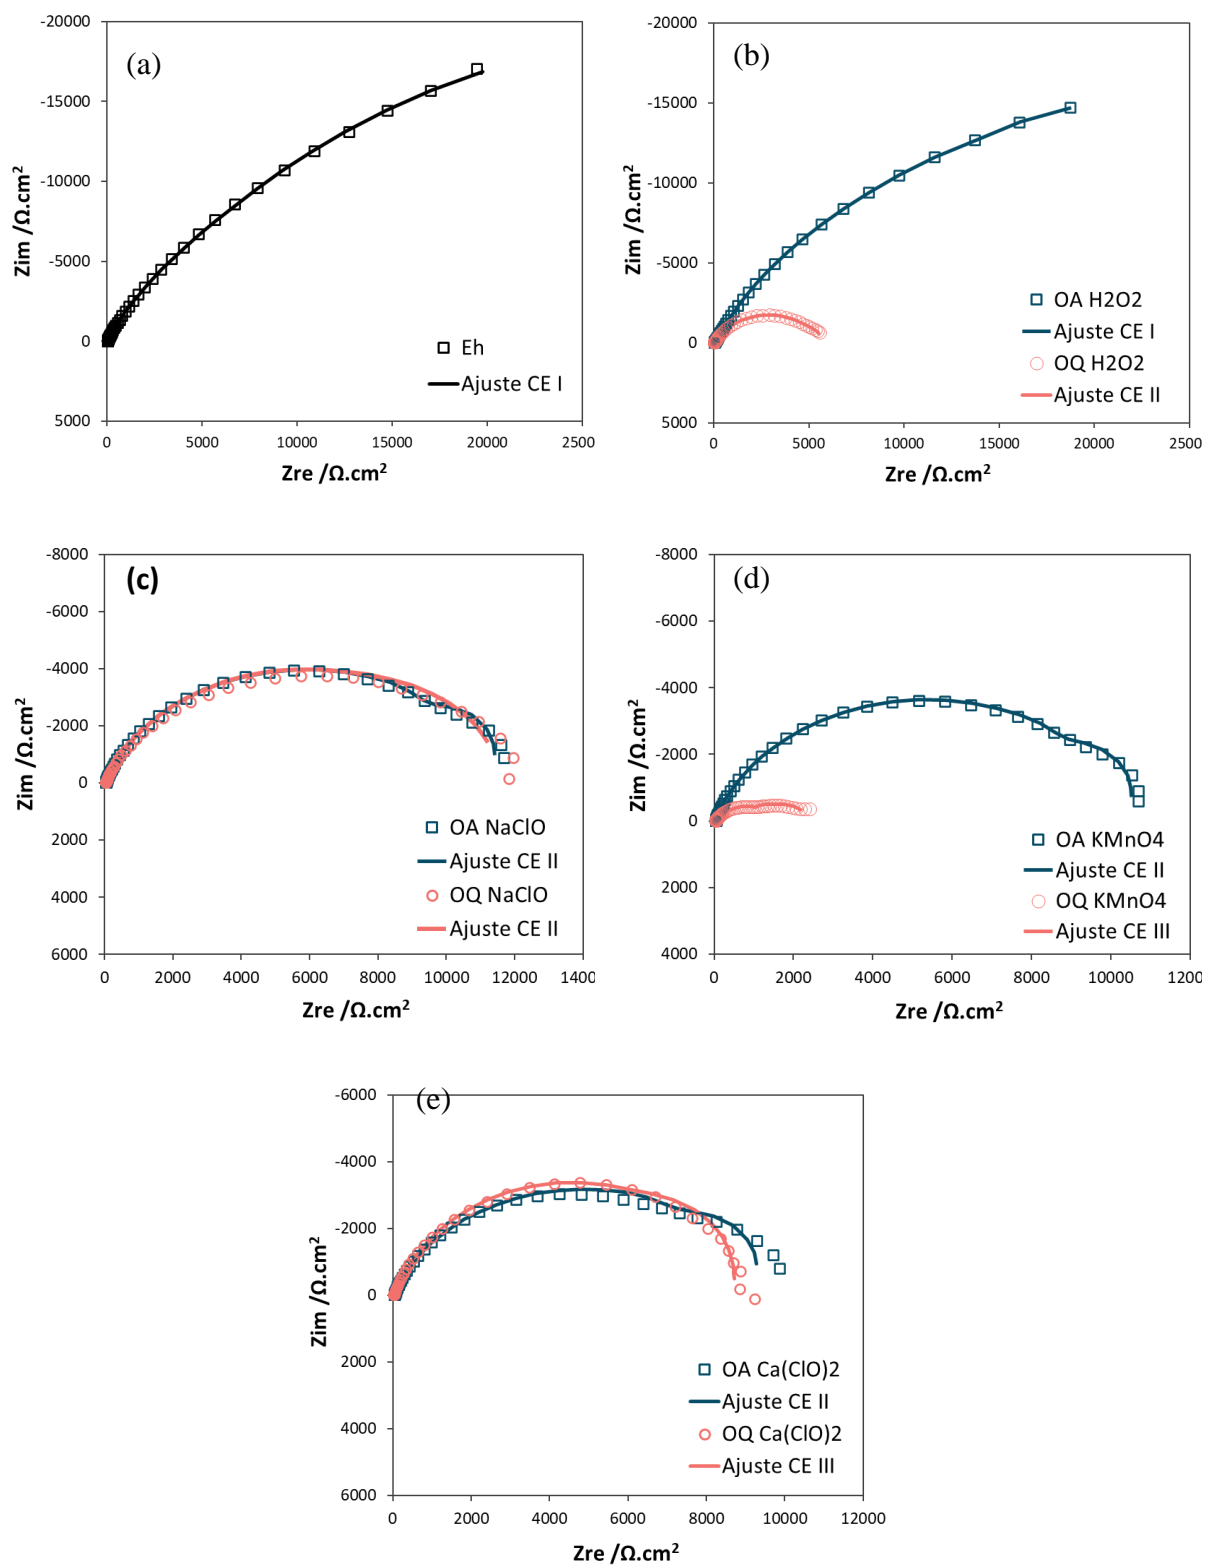 (a)
-20000
-15000
-10000
-5000
0
5000
Zim /Ω.cm²
Eh
Ajuste CE I
0 5000 10000 15000 20000 2500
Zre /Ω.cm²
(b)
-20000
-15000
-10000
-5000
0
5000
Zim /Ω.cm²
OA H2O2
Ajuste CE I
OQ H2O2
Ajuste CE II
0 5000 10000 15000 20000 2500
Zre /Ω.cm²
(c)
-8000
-6000
-4000
-2000
0
2000
4000
6000
Zim /Ω.cm²
OA NaClO
Ajuste CE II
OQ NaClO
Ajuste CE II
0 2000 4000 6000 8000 10000 12000 1400
Zre /Ω.cm²
(d)
-8000
-6000
-4000
-2000
0
2000
4000
Zim /Ω.cm²
OA KMnO4
Ajuste CE II
OQ KMnO4
Ajuste CE III
0 2000 4000 6000 8000 10000 1200
Zre /Ω.cm²
(e)
-6000
-4000
-2000
0
2000
4000
6000
Zim /Ω.cm²
OA Ca(ClO)2
Ajuste CE II
OQ Ca(ClO)2
Ajuste CE III
0 2000 4000 6000 8000 10000 12000
Zre /Ω.cm²